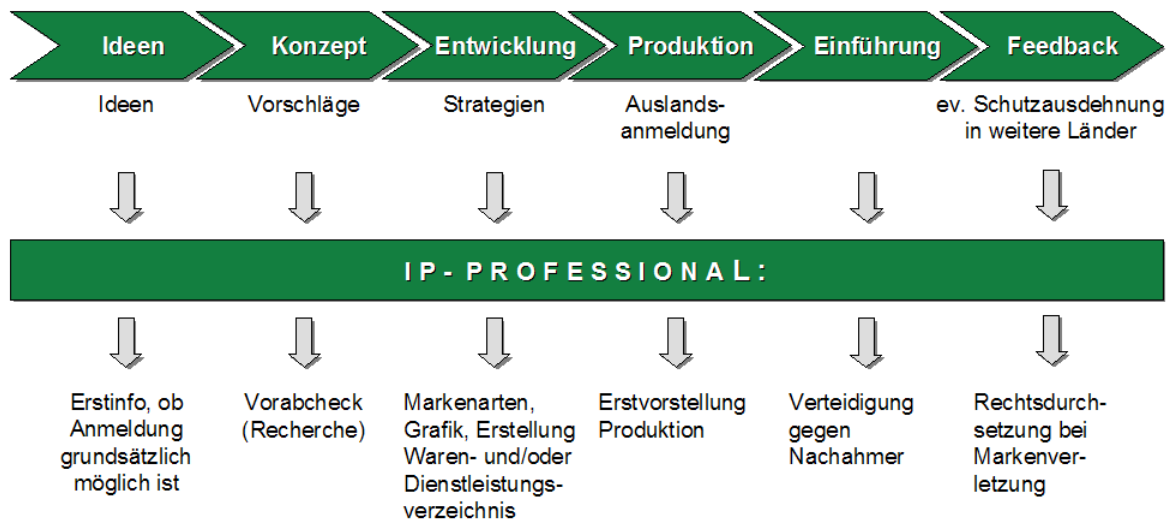 Ideen
Konzept
Entwicklung
Produktion
Einführung
Feedback
Ideen
Vorschläge
Strategien
Auslands-
anmeldung
ev. Schutzausdehnung
in weitere Länder
IP- PROFESSIONAL:
Erstinfo, ob
Anmeldung
grundsätzlich
möglich ist
Vorabcheck
(Recherche)
Markenarten,
Grafik, Erstellung
Waren- und/oder
Dienstleistungs-
verzeichnis
Erstvorstellung
Produktion
Verteidigung
gegen
Nachahmer
Rechtsdurch-
setzung bei
Markenver-
letzung